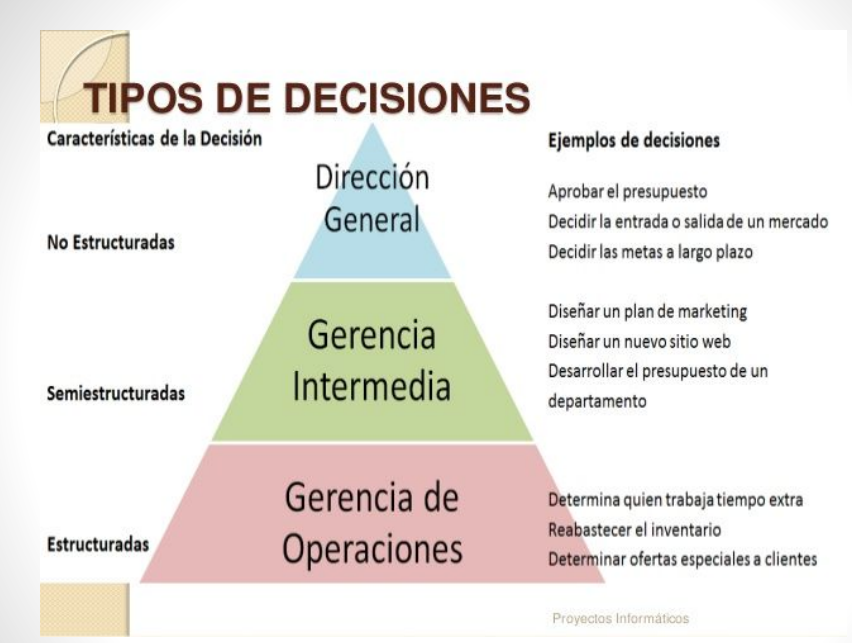 TIPOS DE DECISIONES
Características de la Decisión
No Estructuradas
Semiestructuradas
Estructuradas
Dirección
General
Gerencia
Intermedia
Gerencia de
Operaciones
Ejemplos de decisiones
Aprobar el presupuesto
Decidir la entrada o salida de un mercado
Decidir las metas a largo plazo
Diseñar un plan de marketing
Diseñar un nuevo sitio web
Desarrollar el presupuesto de un
departamento
Determina quien trabaja tiempo extra
Reabastecer el inventario
Determinar ofertas especiales a clientes
Proyectos Informáticos